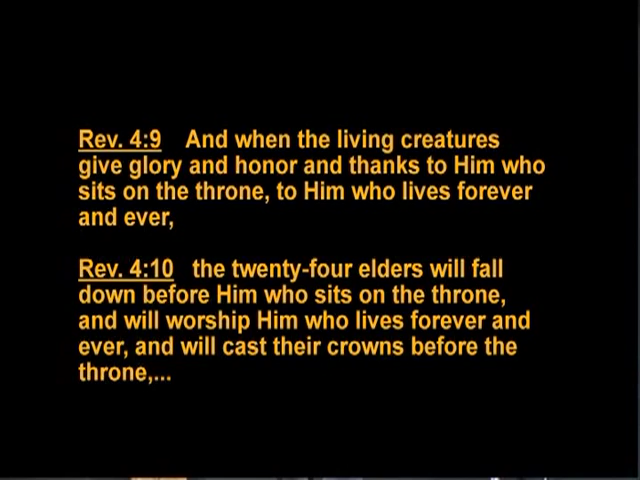 Rev. 4:9 And when the living creatures
give glory and honor and thanks to Him who
sits on the throne, to Him who lives forever
and ever,
Rev. 4:10 the twenty-four elders will fall
down before Him who sits on the throne,
and will worship Him who lives forever and
ever, and will cast their crowns before the
throne,...